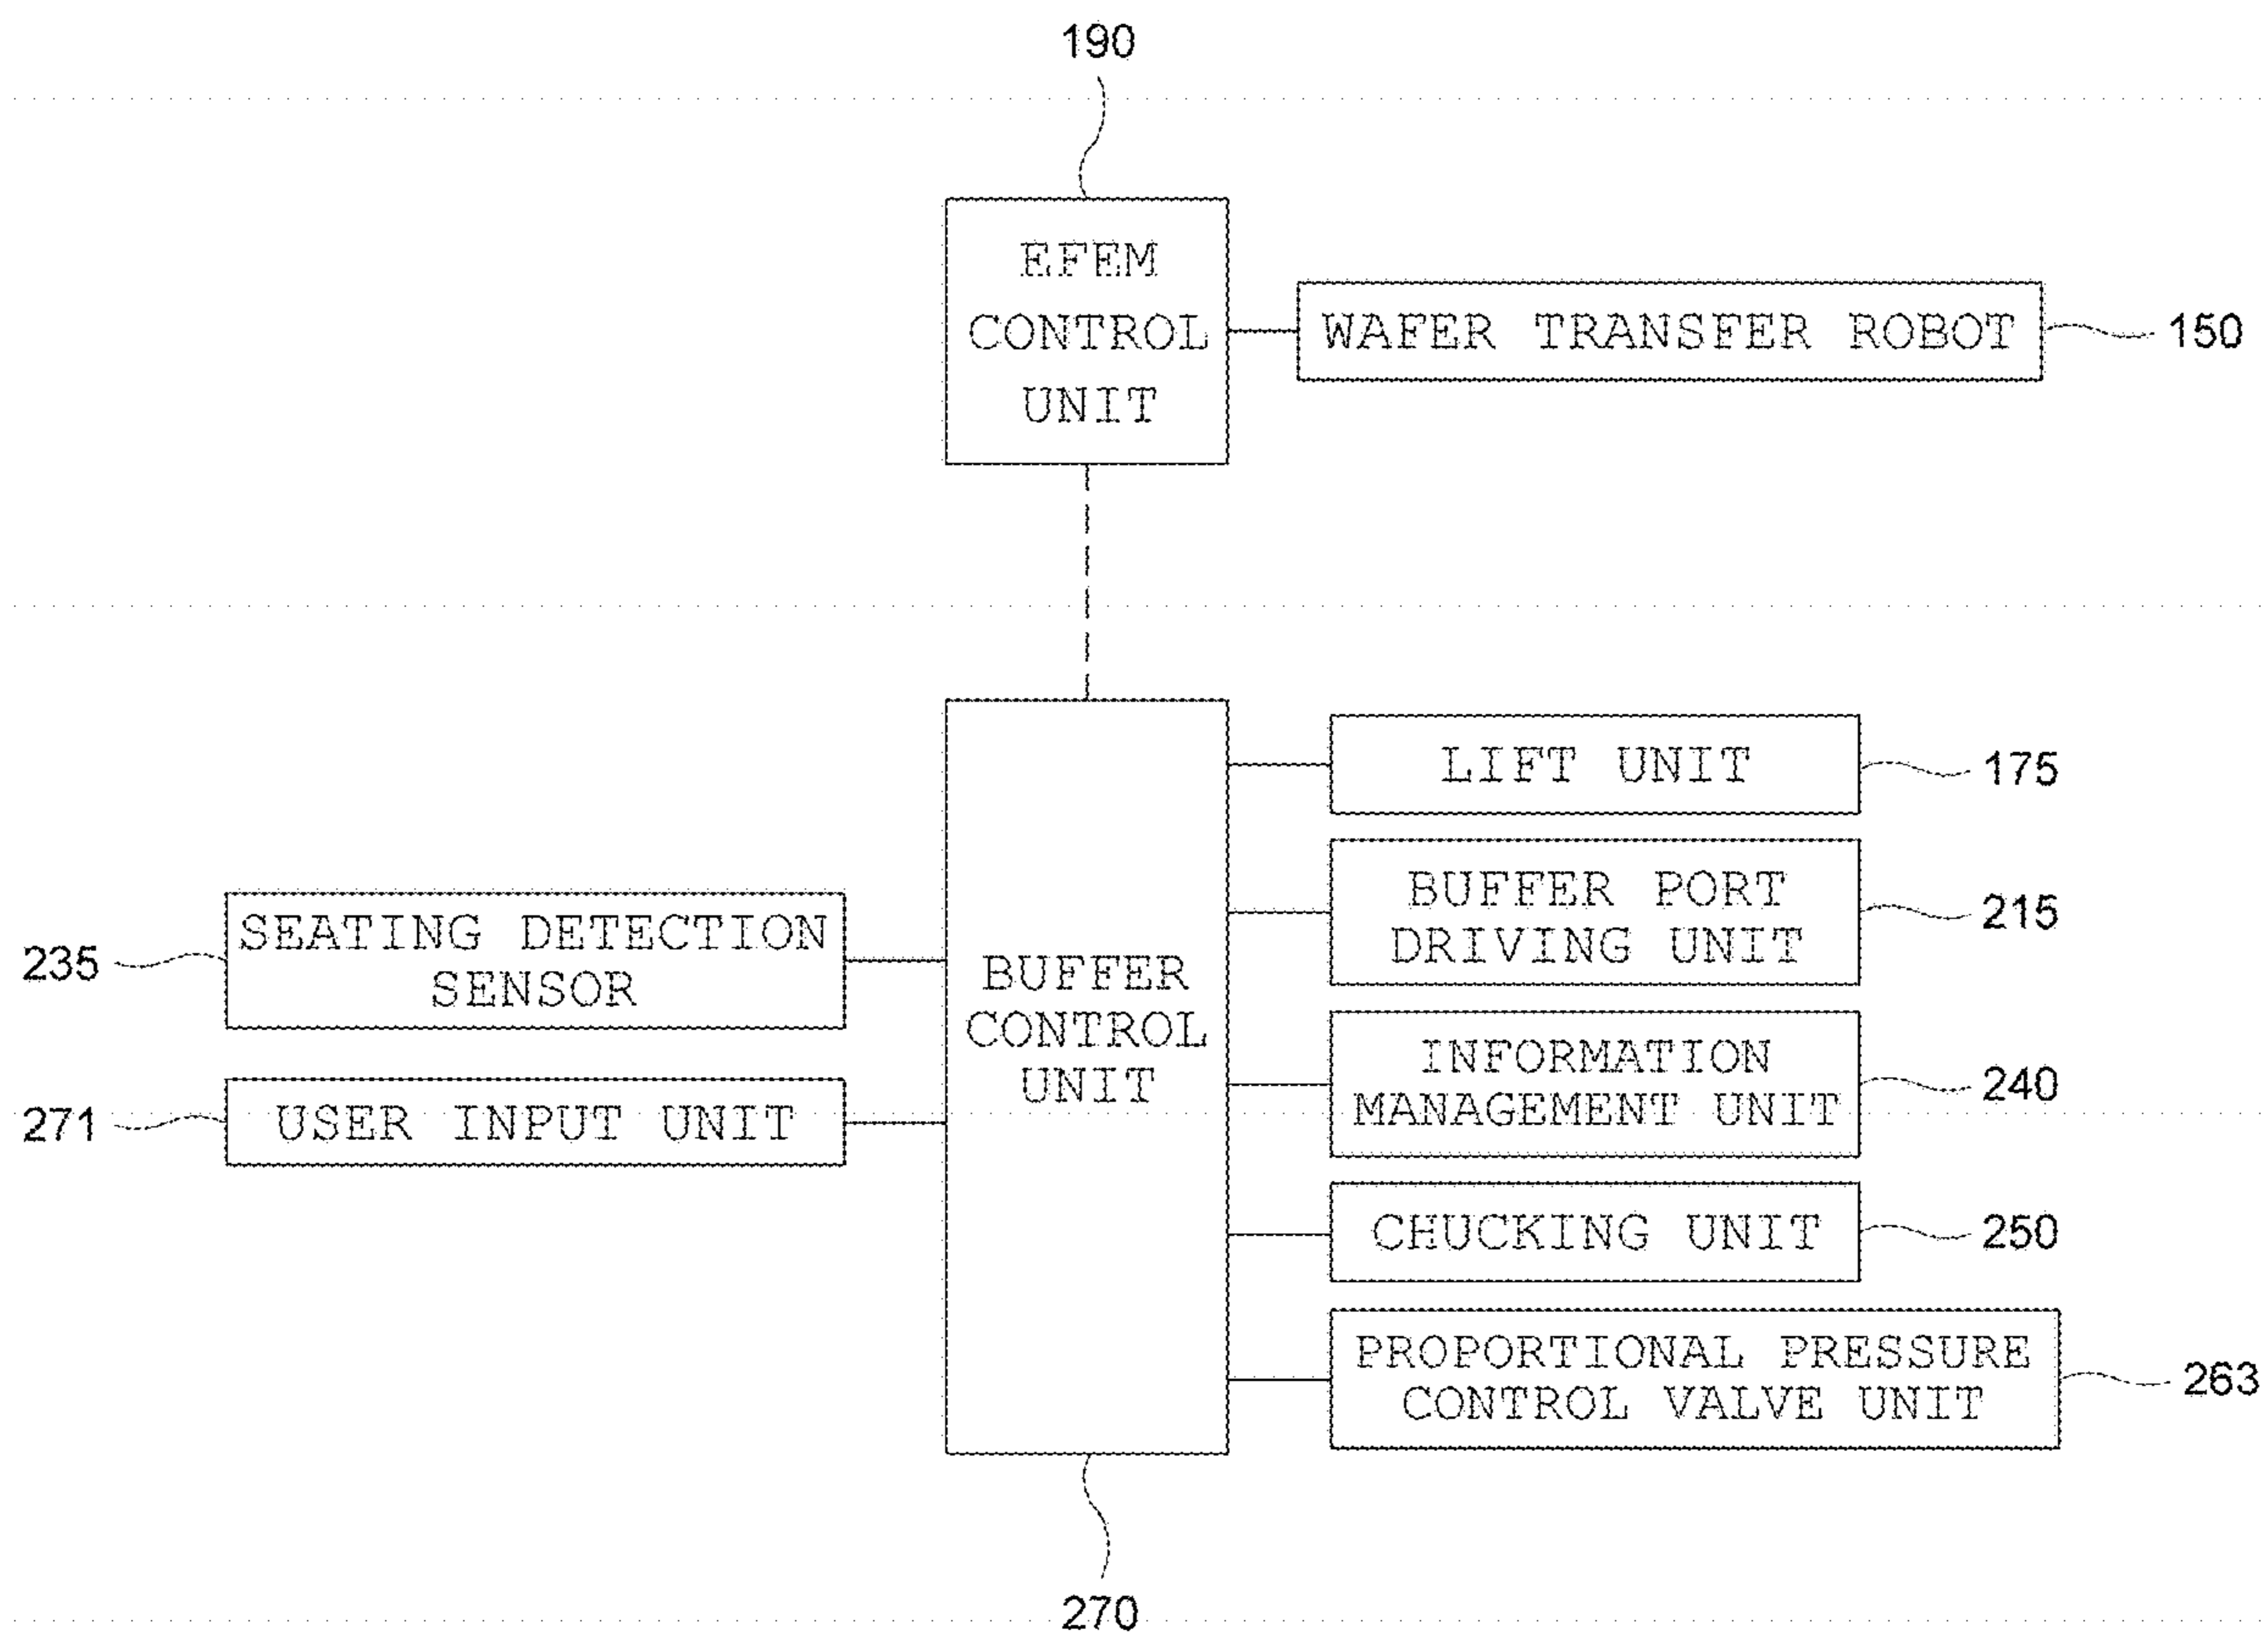 190
EFEM
CONTROL
UNIT
WAFER TRANSFER ROBOT
150
LIFT UNIT
175
BUFFER PORT
DRIVING UNIT
215
SEATING DETECTION
SENSOR
235
BUFFER
CONTROL
UNIT
INFORMATION
MANAGEMENT UNIT
240
USER INPUT UNIT
271
CHUCKING UNIT
250
PROPORTIONAL PRESSURE
CONTROL VALVE UNIT
263
270